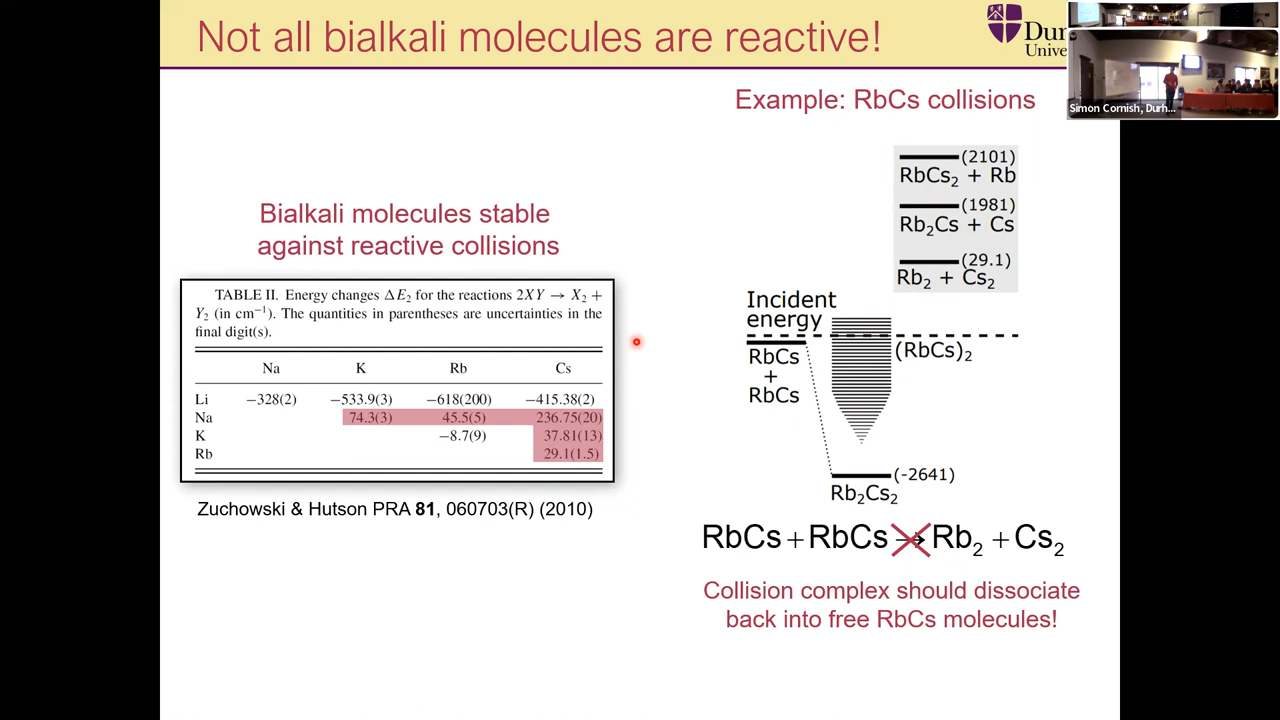 Not all bialkali molecules are reactive!
Dur
Unive
Simon Cornish, Durh...
Example: RbCs collisions
Bialkali molecules stable
against reactive collisions
TABLE II. Energy changes ΔE₂ for the reactions 2XY → X₂ +
Y₂ (in cm⁻¹). The quantities in parentheses are uncertainties in the
final digit(s).
Na K Rb Cs
Li −328(2) −533.9(3) −618(200) −415.38(2)
Na 74.3(3) 45.5(5) 236.75(20)
K −8.7(9) 37.81(13)
Rb 29.1(1.5)
Zuchowski & Hutson PRA 81, 060703(R) (2010)
(2101)
RbCs₂ + Rb
(1981)
Rb₂Cs + Cs
(29.1)
Rb₂ + Cs₂
Incident
energy
RbCs
+
RbCs
(RbCs)₂
(-2641)
Rb₂Cs₂
RbCs + RbCs → Rb₂ + Cs₂
Collision complex should dissociate
back into free RbCs molecules!